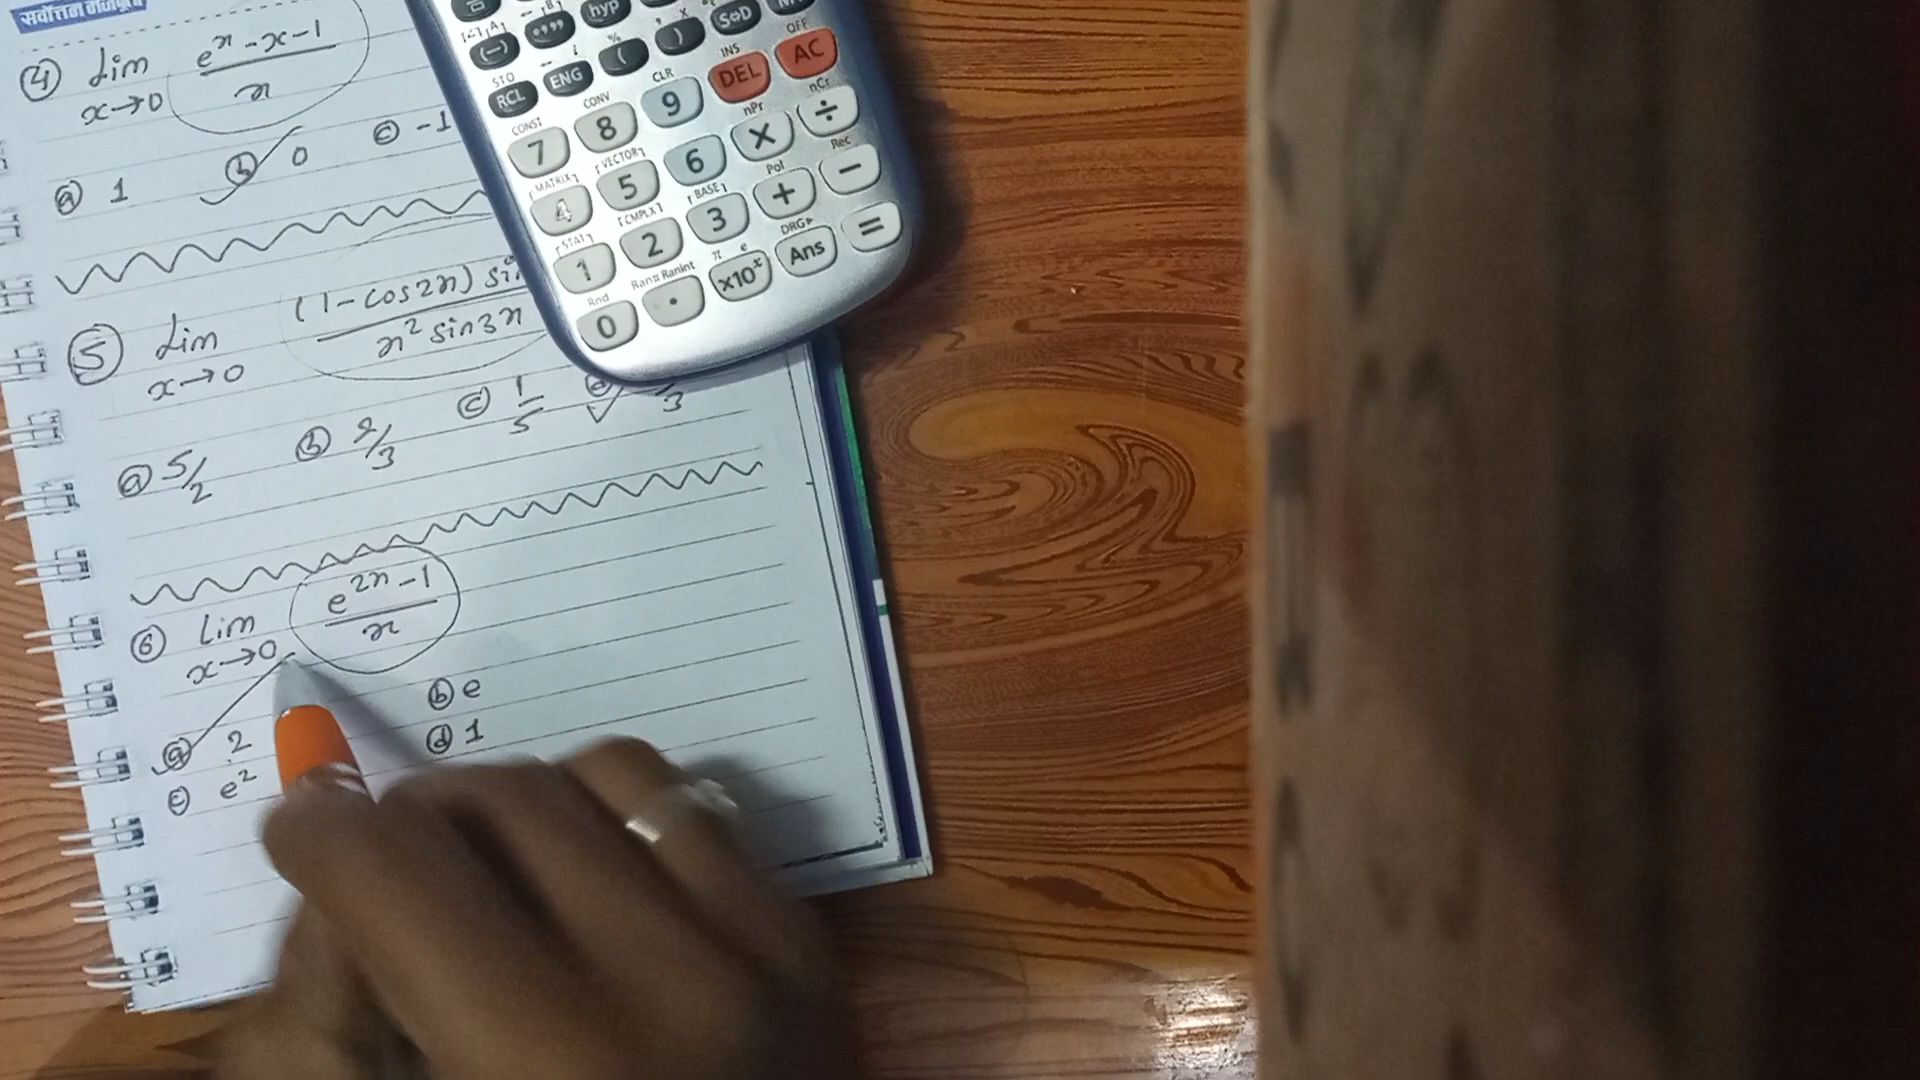 सर्वोत्तम मजबूत
④ Lim e^x - x - 1 / x
x→0
ⓐ 1 ⓑ 0 ⓒ -1
⑤ Lim (1 - cos2x) si / x² sin3x
x→0
ⓐ 5/2 ⓑ 2/3 ⓒ 1/5 3
⑥ Lim e^2x - 1 / x
x→0
ⓐ 2 ⓑ e
ⓒ e² ⓓ 1
hyp S⇔D
(-) °'" ( )
STO ENG % CLR INS OFF
RCL ENG DEL AC
CONST CONV nPr nCr
7 8 9 × ÷
MATRIX VECTOR Pol Rec
4 5 6 + −
STAT CMPLX BASE DRG▸
1 2 3 Ans =
Rnd Ran# RanInt π e
0 . ×10^x